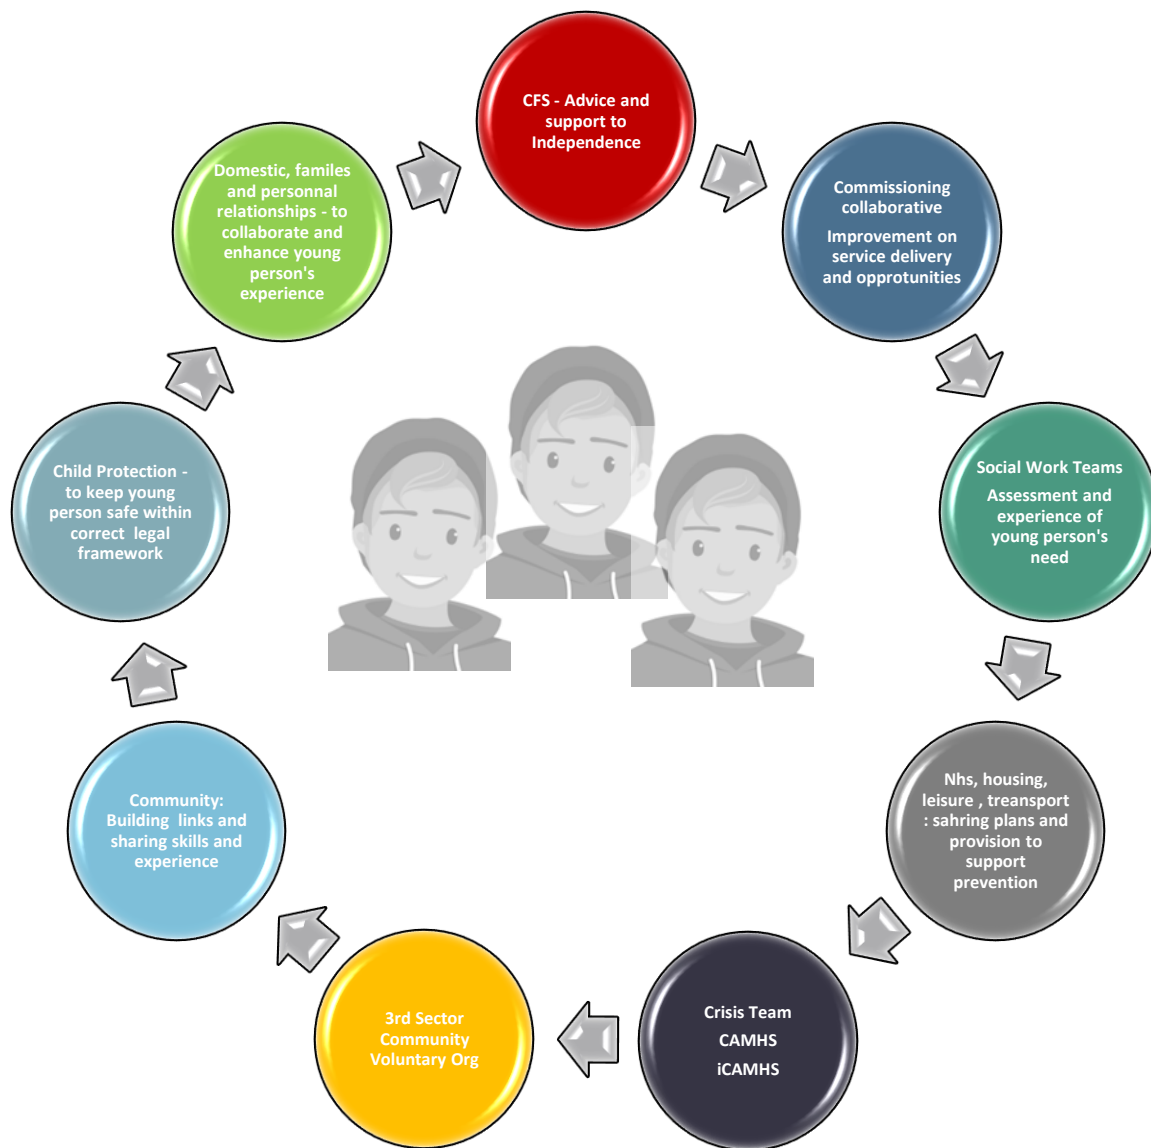 CFS - Advice and
support to
Independence
Commissioning
collaborative
Improvement on
service delivery
and opprotunities
Social Work Teams
Assessment and
experience of
young person's
need
Nhs, housing,
leisure , treansport
: sahring plans and
provision to
support
prevention
Crisis Team
CAMHS
iCAMHS
3rd Sector
Community
Voluntary Org
Community:
Building  links and
sharing skills and
experience
Child Protection -
to keep young
person safe within
correct  legal
framework
Domestic, familes
and personnal
relationships - to
collaborate and
enhance young
person's
experience